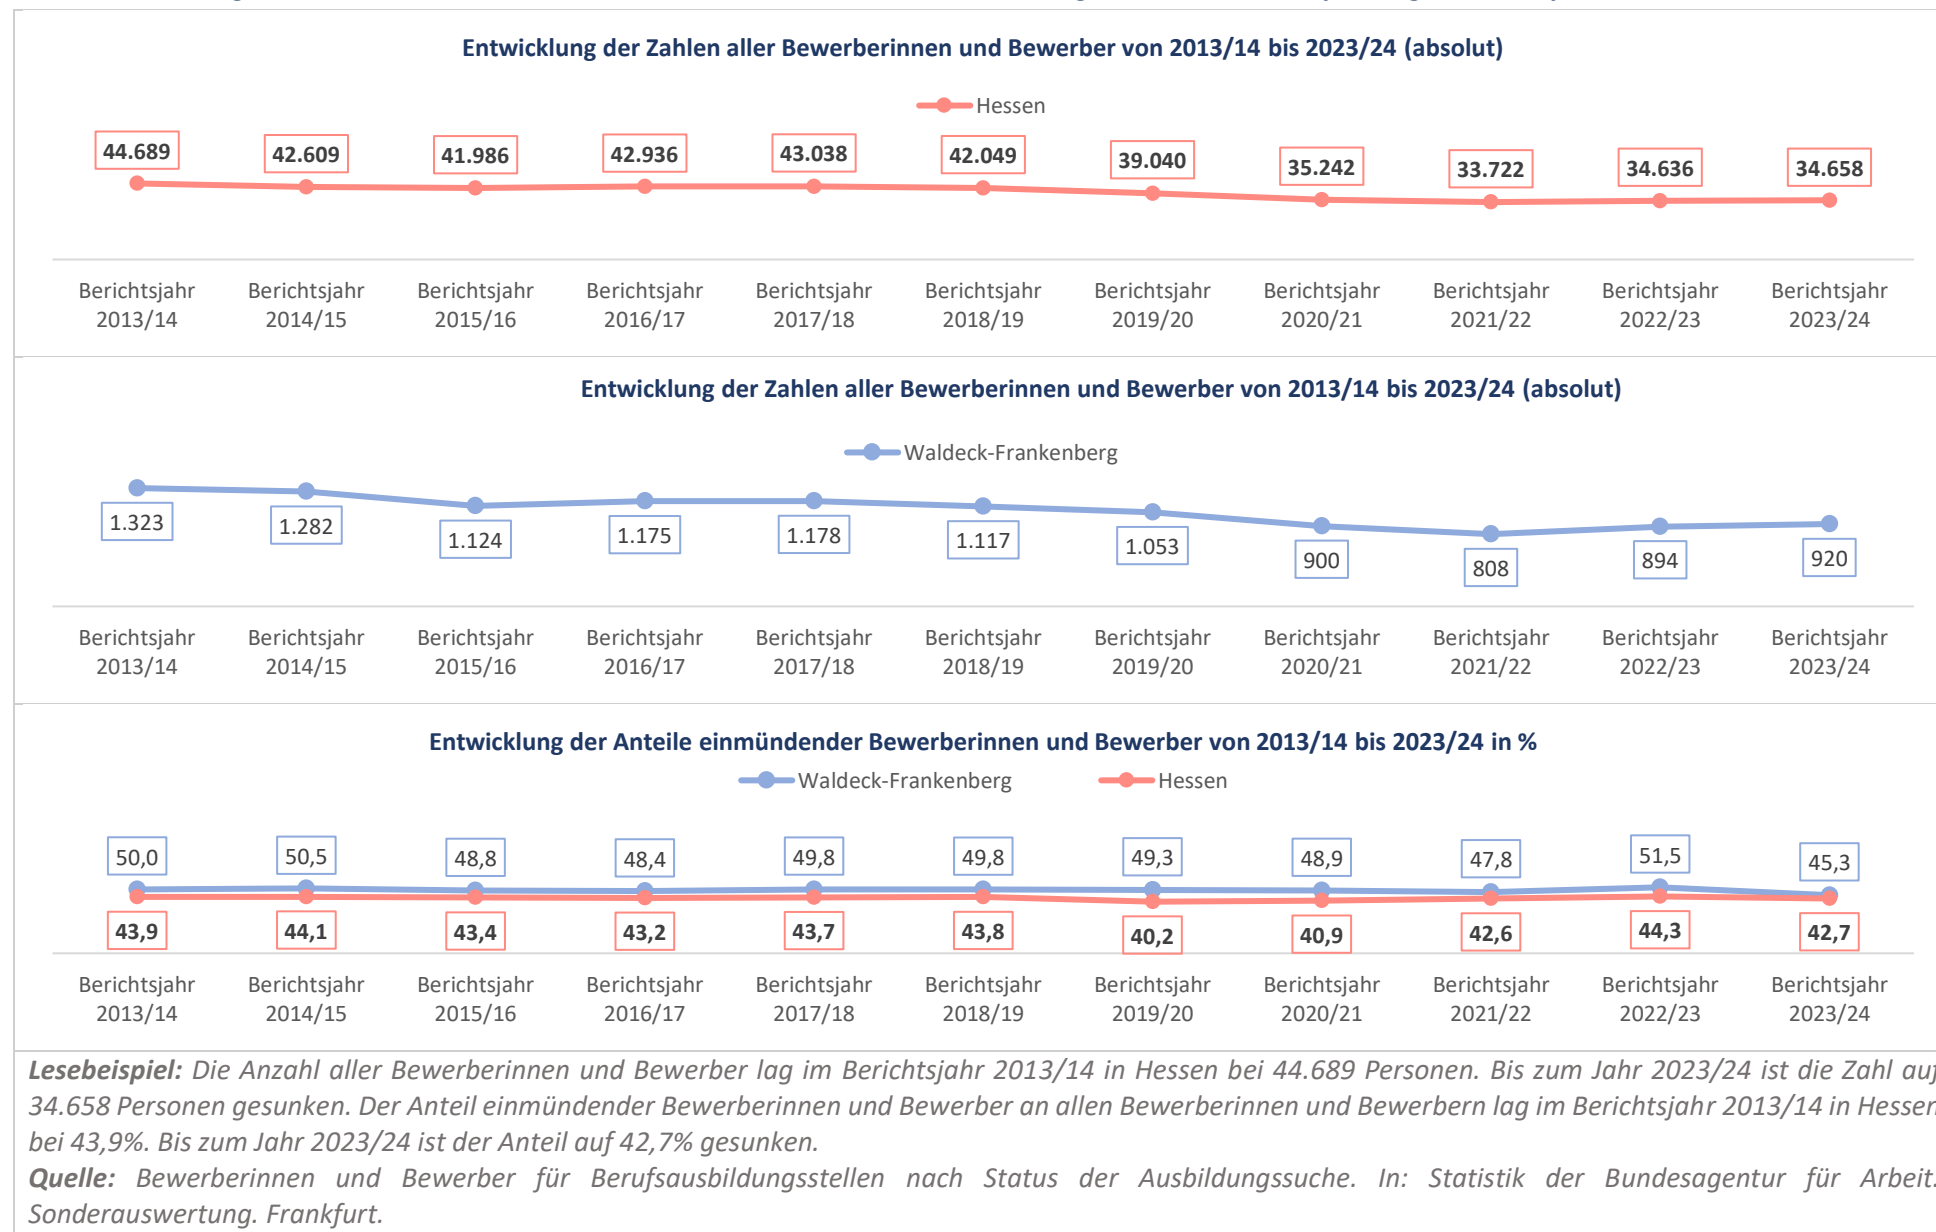 Entwicklung der Zahlen aller Bewerberinnen und Bewerber von 2013/14 bis 2023/24 (absolut)
Hessen
44.689 42.609 41.986 42.936 43.038 42.049 39.040 35.242 33.722 34.636 34.658
Berichtsjahr Berichtsjahr Berichtsjahr Berichtsjahr Berichtsjahr Berichtsjahr Berichtsjahr Berichtsjahr Berichtsjahr Berichtsjahr Berichtsjahr
2013/14 2014/15 2015/16 2016/17 2017/18 2018/19 2019/20 2020/21 2021/22 2022/23 2023/24
Entwicklung der Zahlen aller Bewerberinnen und Bewerber von 2013/14 bis 2023/24 (absolut)
Waldeck-Frankenberg
1.323 1.282 1.124 1.175 1.178 1.117 1.053 900 808 894 920
Berichtsjahr Berichtsjahr Berichtsjahr Berichtsjahr Berichtsjahr Berichtsjahr Berichtsjahr Berichtsjahr Berichtsjahr Berichtsjahr Berichtsjahr
2013/14 2014/15 2015/16 2016/17 2017/18 2018/19 2019/20 2020/21 2021/22 2022/23 2023/24
Entwicklung der Anteile einmündender Bewerberinnen und Bewerber von 2013/14 bis 2023/24 in %
Waldeck-Frankenberg Hessen
50,0 50,5 48,8 48,4 49,8 49,8 49,3 48,9 47,8 51,5 45,3
43,9 44,1 43,4 43,2 43,7 43,8 40,2 40,9 42,6 44,3 42,7
Berichtsjahr Berichtsjahr Berichtsjahr Berichtsjahr Berichtsjahr Berichtsjahr Berichtsjahr Berichtsjahr Berichtsjahr Berichtsjahr Berichtsjahr
2013/14 2014/15 2015/16 2016/17 2017/18 2018/19 2019/20 2020/21 2021/22 2022/23 2023/24
Lesebeispiel: Die Anzahl aller Bewerberinnen und Bewerber lag im Berichtsjahr 2013/14 in Hessen bei 44.689 Personen. Bis zum Jahr 2023/24 ist die Zahl auf
34.658 Personen gesunken. Der Anteil einmündender Bewerberinnen und Bewerber an allen Bewerberinnen und Bewerbern lag im Berichtsjahr 2013/14 in Hessen
bei 43,9%. Bis zum Jahr 2023/24 ist der Anteil auf 42,7% gesunken.
Quelle: Bewerberinnen und Bewerber für Berufsausbildungsstellen nach Status der Ausbildungssuche. In: Statistik der Bundesagentur für Arbeit.
Sonderauswertung. Frankfurt.